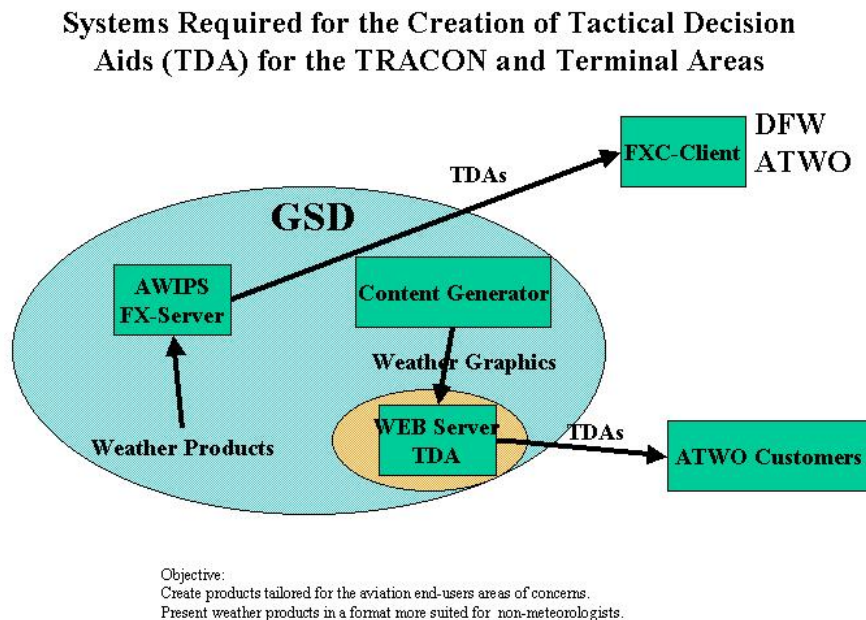 Systems Required for the Creation of Tactical Decision
Aids (TDA) for the TRACON and Terminal Areas
DFW
ATWO
FXC-Client
TDAs
GSD
AWIPS
FX-Server
Content Generator
Weather Graphics
Weather Products
WEB Server
TDA
TDAs
ATWO Customers
Objective:
Create products tailored for the aviation end-users areas of concerns.
Present weather products in a format more suited for non-meteorologists.